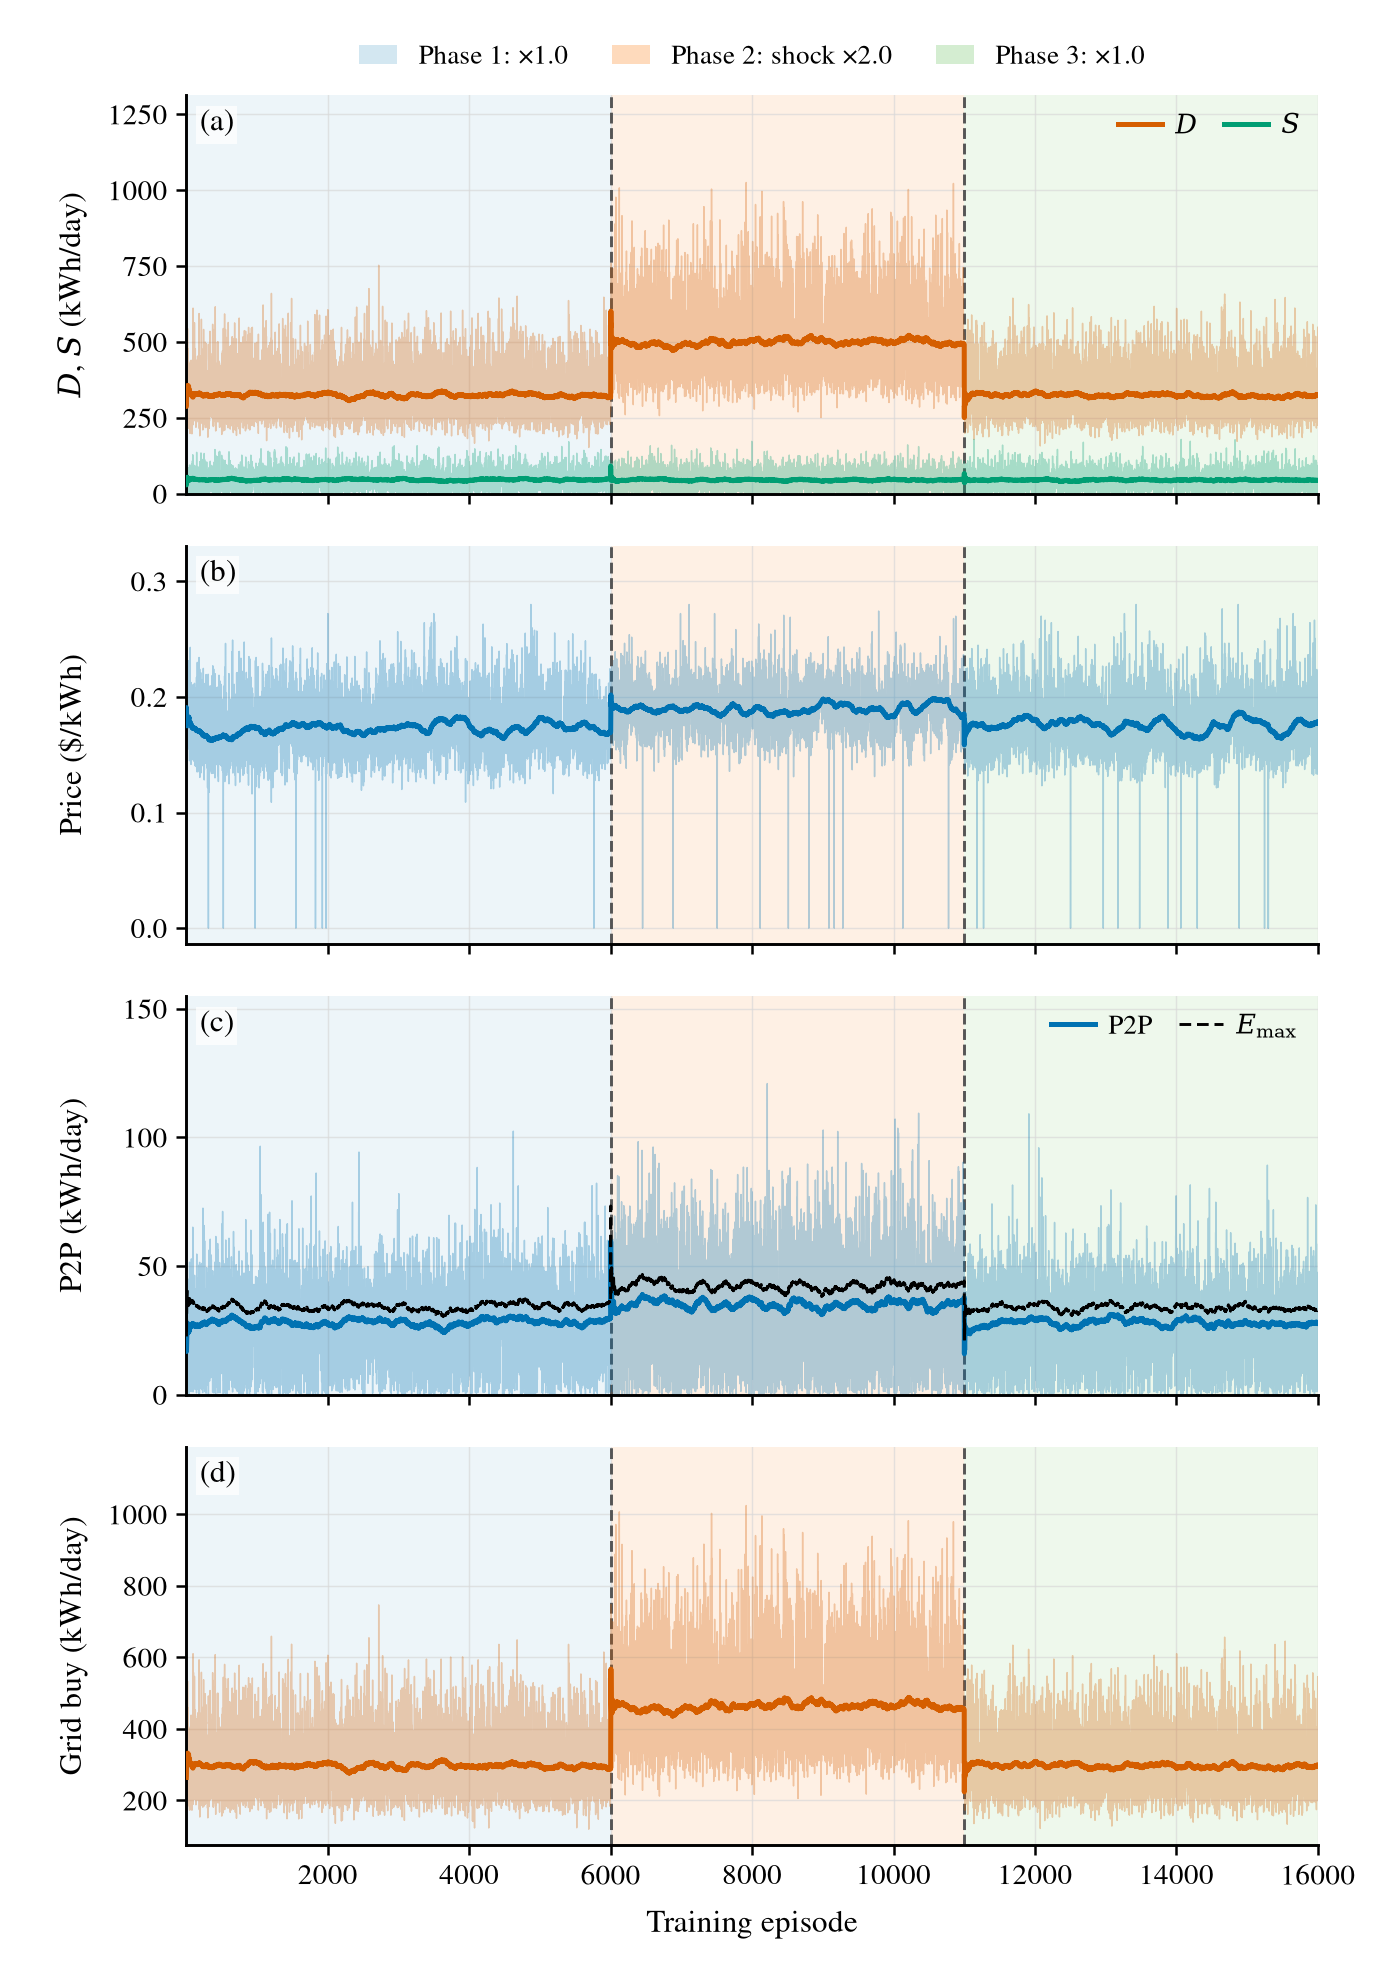 Phase 1: ×1.0 Phase 2: shock ×2.0 Phase 3: ×1.0
(a)
D S
D, S (kWh/day)
1250
1000
750
500
250
0
(b)
Price ($/kWh)
0.3
0.2
0.1
0.0
(c)
P2P E_max
P2P (kWh/day)
150
100
50
0
(d)
Grid buy (kWh/day)
1000
800
600
400
200
2000 4000 6000 8000 10000 12000 14000 16000
Training episode